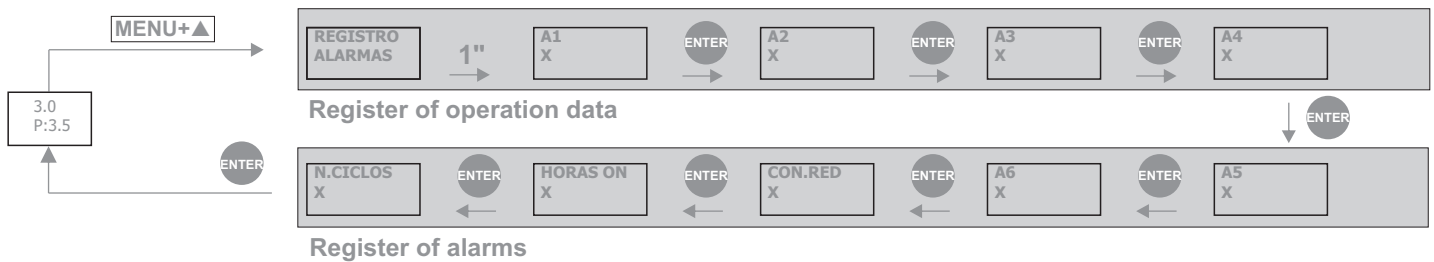 MENU+▲
REGISTRO
ALARMAS
1"
A1
X
ENTER
A2
X
ENTER
A3
X
ENTER
A4
X
Register of operation data
3.0
P:3.5
ENTER
ENTER
N.CICLOS
X
ENTER
HORAS ON
X
ENTER
CON.RED
X
ENTER
A6
X
ENTER
A5
X
Register of alarms